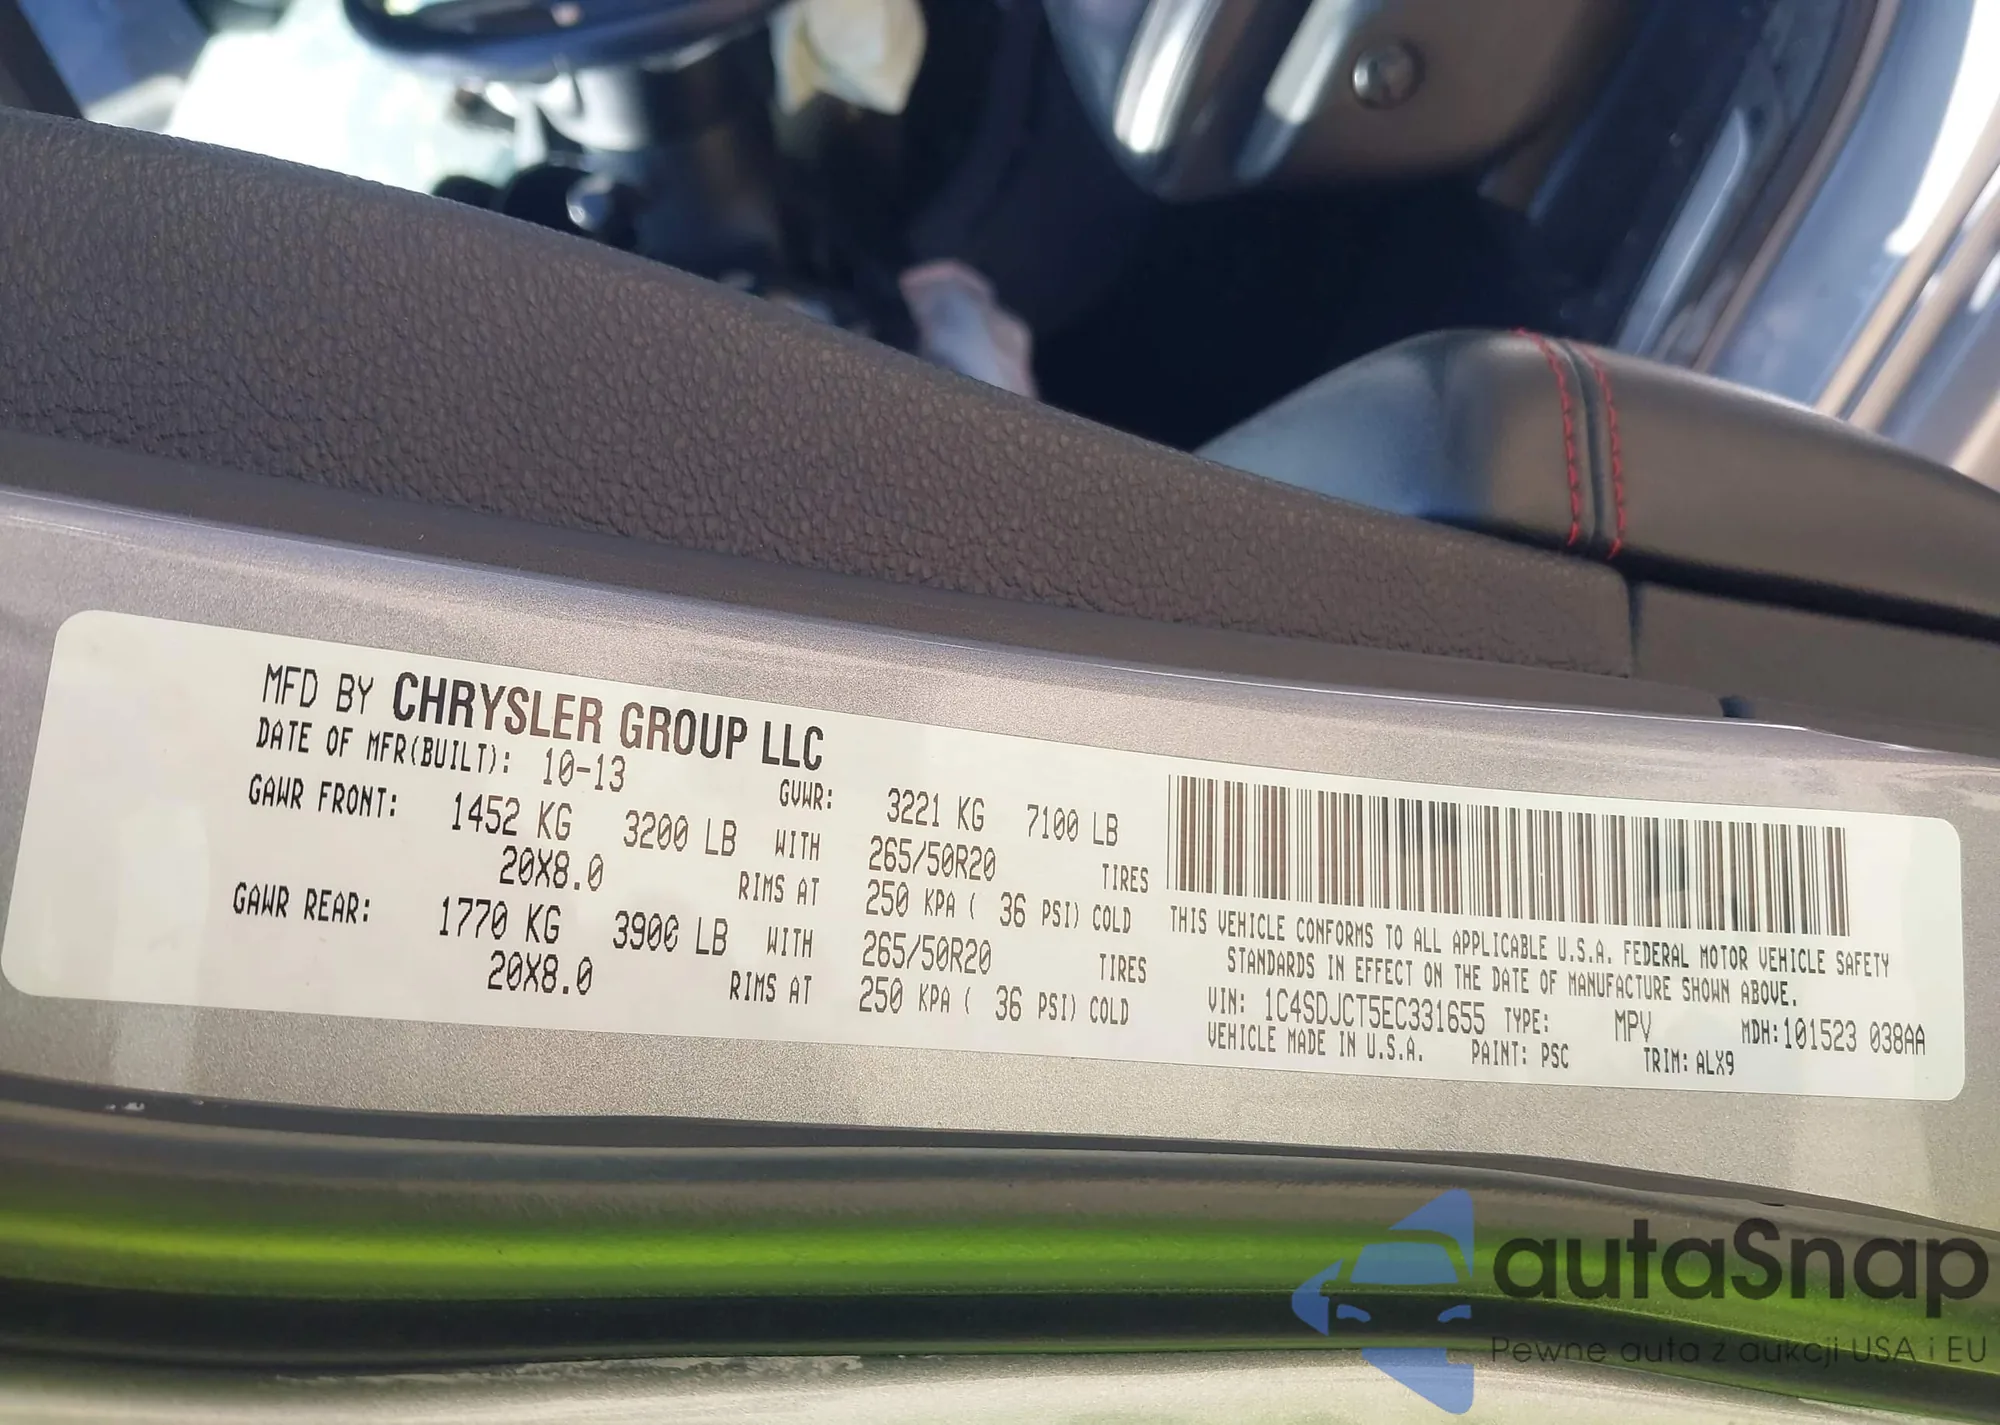 MFD BY CHRYSLER GROUP LLC
DATE OF MFR(BUILT): 10-13 GVWR: 3221 KG 7100 LB
GAWR FRONT: 1452 KG 3200 LB WITH 265/50R20 TIRES
20X8.0 RIMS AT 250 KPA ( 36 PSI) COLD
GAWR REAR: 1770 KG 3900 LB WITH 265/50R20 TIRES
20X8.0 RIMS AT 250 KPA ( 36 PSI) COLD
THIS VEHICLE CONFORMS TO ALL APPLICABLE U.S.A. FEDERAL MOTOR VEHICLE SAFETY
STANDARDS IN EFFECT ON THE DATE OF MANUFACTURE SHOWN ABOVE.
VIN: 1C4SDJCT5EC331655 TYPE: MPV MDH:101523 038AA
VEHICLE MADE IN U.S.A. PAINT: PSC TRIM: ALX9
autaSnap
Pewne auta z aukcji USA i EU